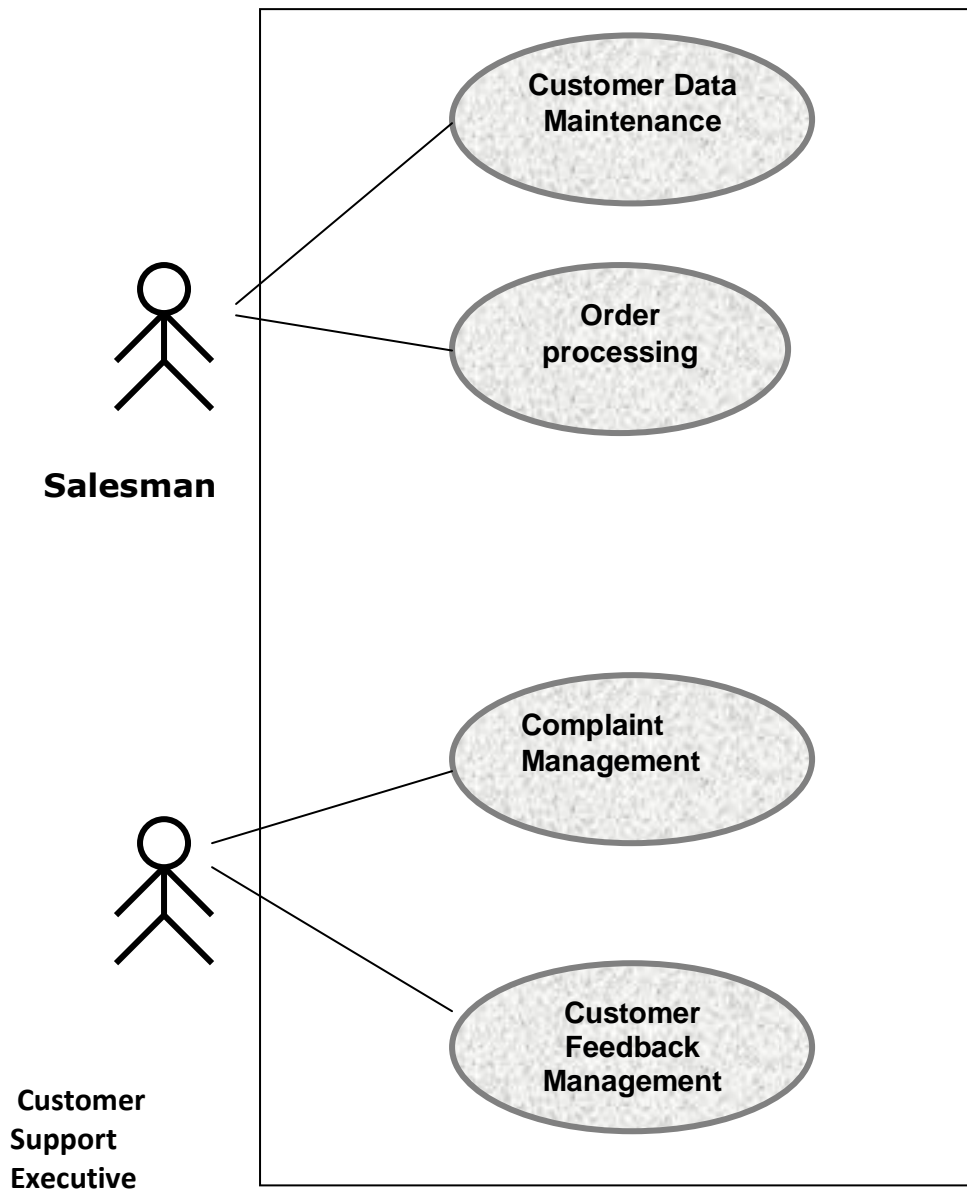 Customer Data
Maintenance
Order
processing
Salesman
Complaint
Management
Customer
Feedback
Management
Customer
Support
Executive